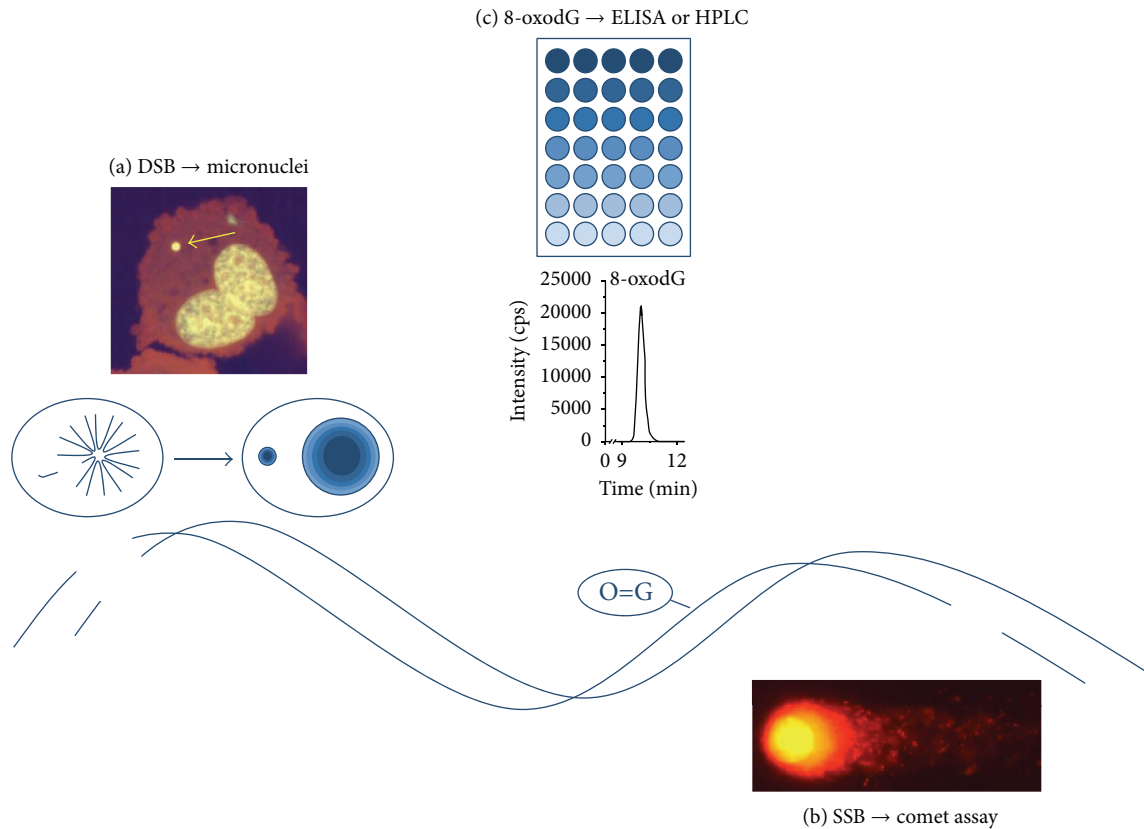 (c) 8-oxodG → ELISA or HPLC
(a) DSB → micronuclei
8-oxodG
25000
20000
15000
10000
5000
0
Intensity (cps)
0 9 12
Time (min)
O=G
(b) SSB → comet assay